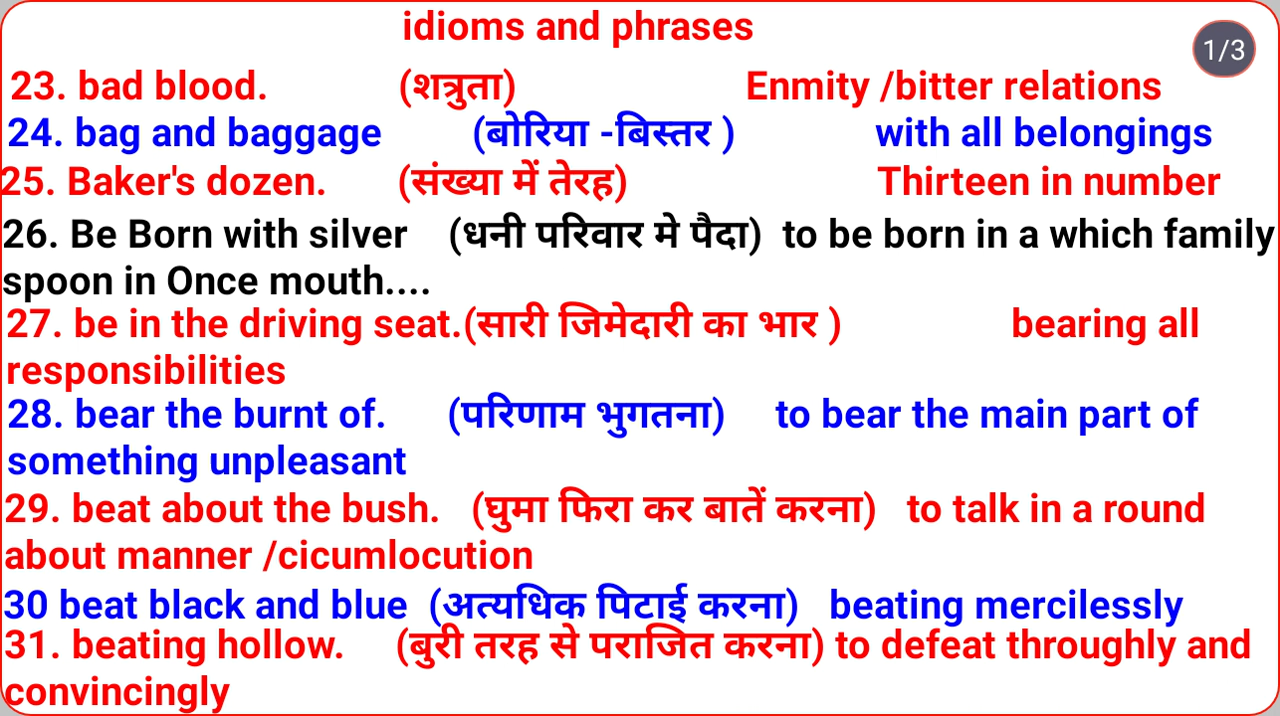 idioms and phrases
1/3
23. bad blood. (शत्रुता) Enmity /bitter relations
24. bag and baggage (बोरिया -बिस्तर ) with all belongings
25. Baker's dozen. (संख्या में तेरह) Thirteen in number
26. Be Born with silver (धनी परिवार मे पैदा) to be born in a which family
spoon in Once mouth....
27. be in the driving seat.(सारी जिमेदारी का भार ) bearing all
responsibilities
28. bear the burnt of. (परिणाम भुगतना) to bear the main part of
something unpleasant
29. beat about the bush. (घुमा फिरा कर बातें करना) to talk in a round
about manner /cicumlocution
30 beat black and blue (अत्यधिक पिटाई करना) beating mercilessly
31. beating hollow. (बुरी तरह से पराजित करना) to defeat throughly and
convincingly